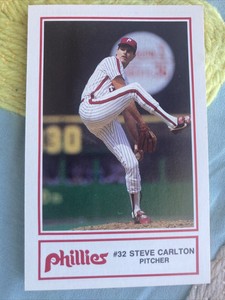 30
Phillies
#32 STEVE CARLTON
PITCHER